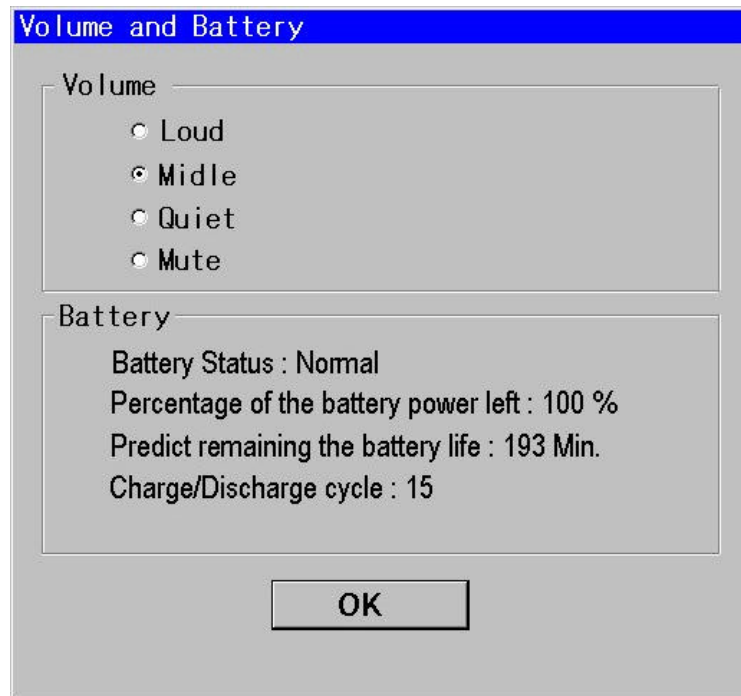 Volume and Battery
Volume
Loud
Midle
Quiet
Mute
Battery
Battery Status : Normal
Percentage of the battery power left : 100 %
Predict remaining the battery life : 193 Min.
Charge/Discharge cycle : 15
OK